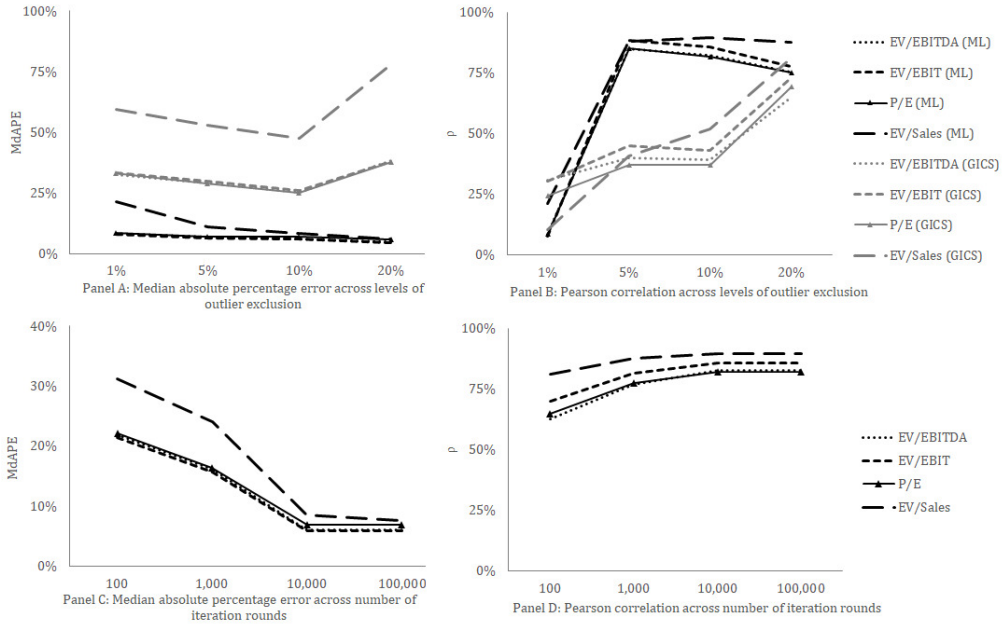 100%
75%
50%
25%
0%
MdAPE
1% 5% 10% 20%
Panel A: Median absolute percentage error across levels of
outlier exclusion
100%
75%
50%
25%
0%
ρ
1% 5% 10% 20%
Panel B: Pearson correlation across levels of outlier exclusion
EV/EBITDA (ML)
EV/EBIT (ML)
P/E (ML)
EV/Sales (ML)
EV/EBITDA (GICS)
EV/EBIT (GICS)
P/E (GICS)
EV/Sales (GICS)
40%
30%
20%
10%
0%
MdAPE
100 1,000 10,000 100,000
Panel C: Median absolute percentage error across number of
iteration rounds
100%
75%
50%
25%
0%
ρ
100 1,000 10,000 100,000
Panel D: Pearson correlation across number of iteration rounds
EV/EBITDA
EV/EBIT
P/E
EV/Sales